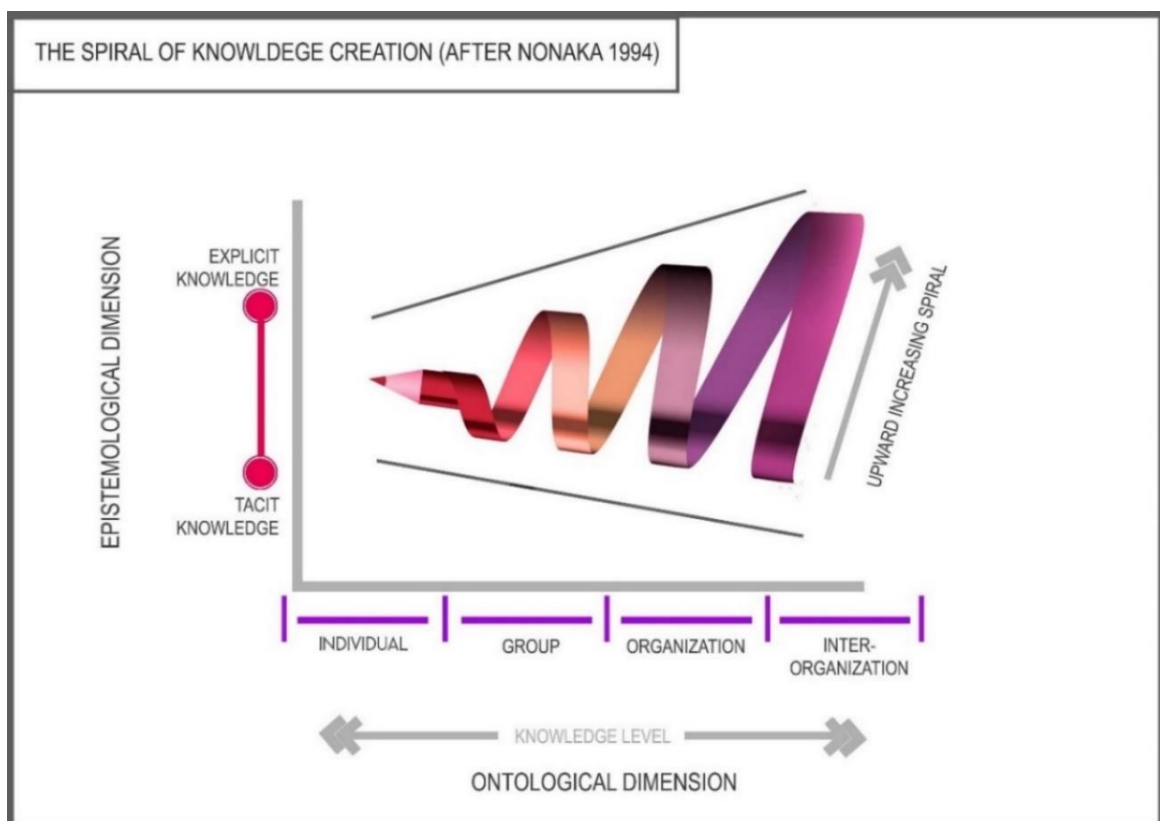 THE SPIRAL OF KNOWLDEGE CREATION (AFTER NONAKA 1994)
EPISTEMOLOGICAL DIMENSION
EXPLICIT
KNOWLEDGE
TACIT
KNOWLEDGE
UPWARD INCREASING SPIRAL
INDIVIDUAL
GROUP
ORGANIZATION
INTER-
ORGANIZATION
KNOWLEDGE LEVEL
ONTOLOGICAL DIMENSION